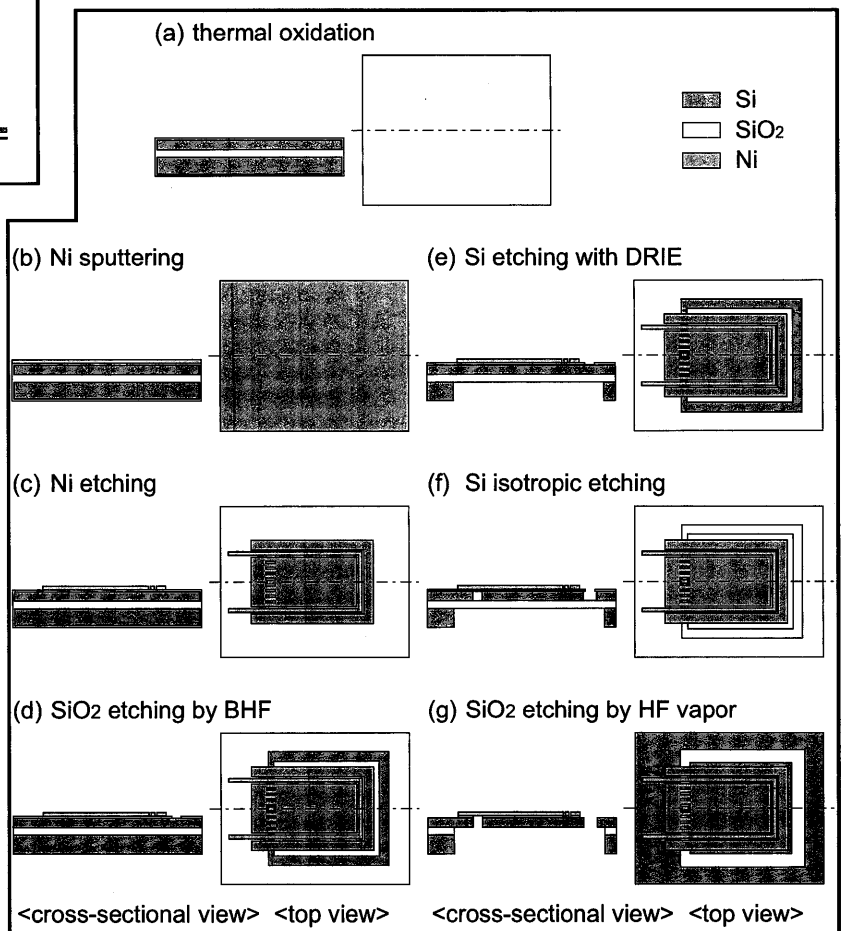 (a) thermal oxidation
Si
SiO2
Ni
(b) Ni sputtering
(e) Si etching with DRIE
(c) Ni etching
(f) Si isotropic etching
(d) SiO2 etching by BHF
(g) SiO2 etching by HF vapor
<cross-sectional view> <top view> <cross-sectional view> <top view>